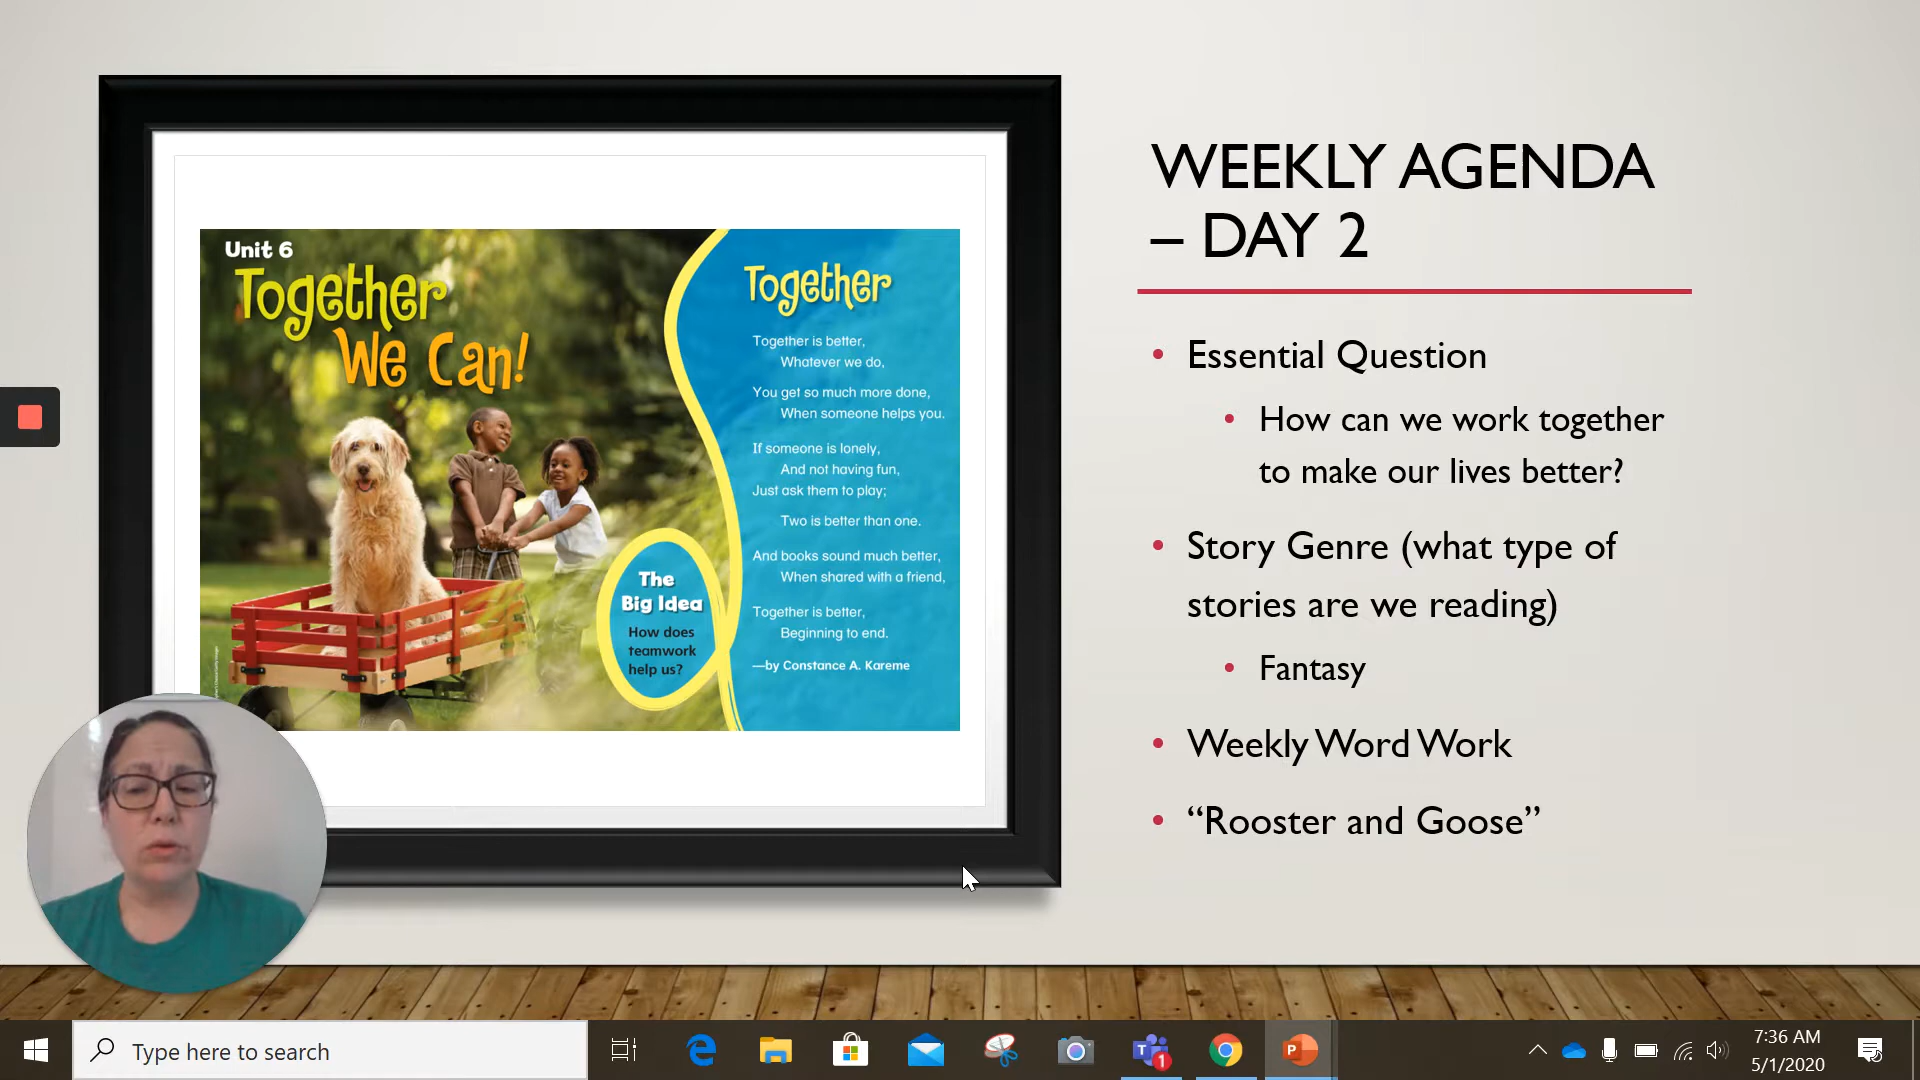 Unit 6
Together
We Can!
The
Big Idea
How does
teamwork
help us?
Together
Together is better,
Whatever we do,
You get so much more done,
When someone helps you.
If someone is lonely,
And not having fun,
Just ask them to play;
Two is better than one.
And books sound much better,
When shared with a friend,
Together is better,
Beginning to end.
—by Constance A. Kareme
WEEKLY AGENDA
– DAY 2
• Essential Question
• How can we work together
to make our lives better?
• Story Genre (what type of
stories are we reading)
• Fantasy
• Weekly Word Work
• “Rooster and Goose”
Type here to search
T
1
P
7:36 AM
5/1/2020